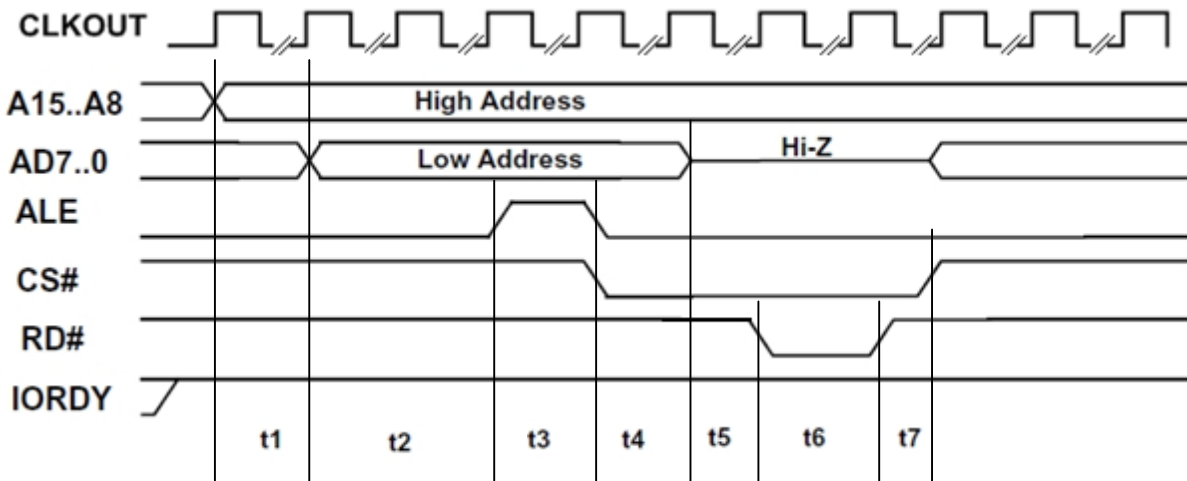 CLKOUT
A15..A8 High Address
AD7..0 Low Address Hi-Z
ALE
CS#
RD#
IORDY
t1 t2 t3 t4 t5 t6 t7